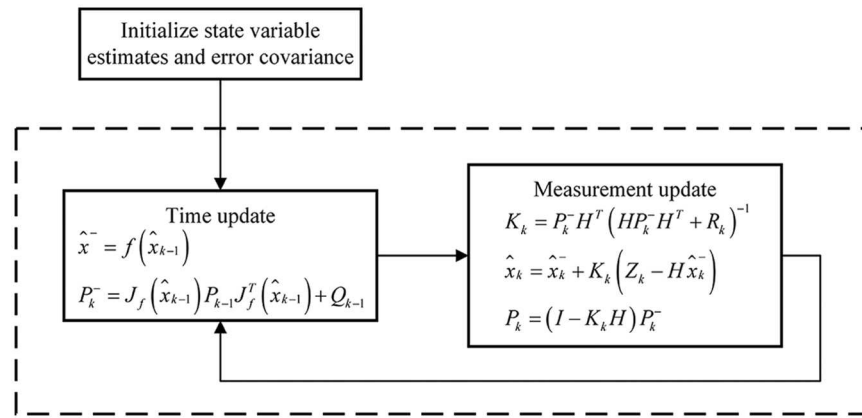 Initialize state variable
estimates and error covariance
Time update
x̂⁻ = f(x̂ₖ₋₁)
Pₖ⁻ = J_f(x̂ₖ₋₁)Pₖ₋₁J_fᵀ(x̂ₖ₋₁)+Qₖ₋₁
Measurement update
Kₖ = Pₖ⁻Hᵀ(HPₖ⁻Hᵀ + Rₖ)⁻¹
x̂ₖ = x̂ₖ⁻ + Kₖ(Zₖ − Hx̂ₖ⁻)
Pₖ = (I − KₖH)Pₖ⁻